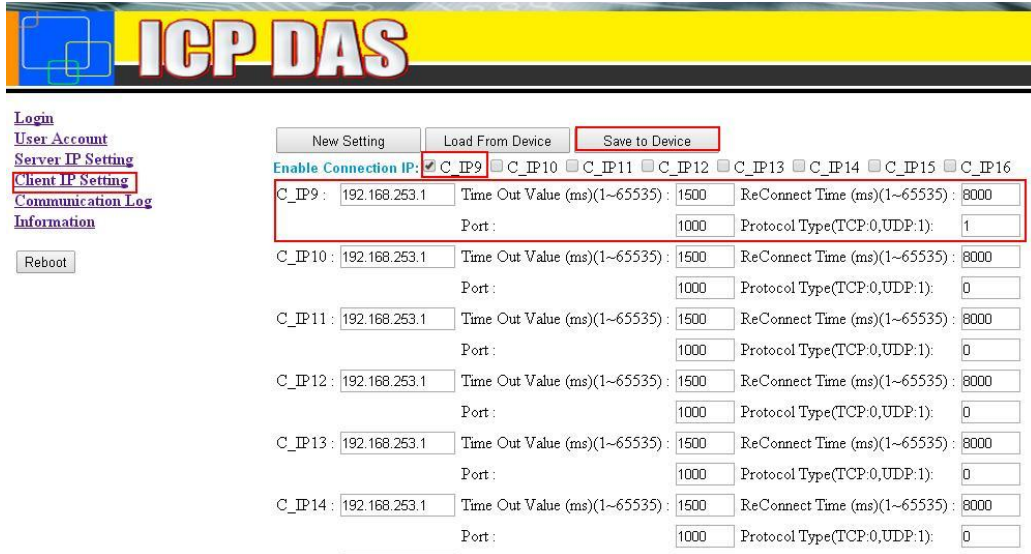 ICP DAS
Login
User Account
Server IP Setting
Client IP Setting
Communication Log
Information
Reboot
New Setting Load From Device Save to Device
Enable Connection IP: C_IP9 C_IP10 C_IP11 C_IP12 C_IP13 C_IP14 C_IP15 C_IP16
C_IP9 : 192.168.253.1 Time Out Value (ms)(1~65535) : 1500 ReConnect Time (ms)(1~65535) : 8000
Port : 1000 Protocol Type(TCP:0,UDP:1): 1
C_IP10 : 192.168.253.1 Time Out Value (ms)(1~65535) : 1500 ReConnect Time (ms)(1~65535) : 8000
Port : 1000 Protocol Type(TCP:0,UDP:1): 0
C_IP11 : 192.168.253.1 Time Out Value (ms)(1~65535) : 1500 ReConnect Time (ms)(1~65535) : 8000
Port : 1000 Protocol Type(TCP:0,UDP:1): 0
C_IP12 : 192.168.253.1 Time Out Value (ms)(1~65535) : 1500 ReConnect Time (ms)(1~65535) : 8000
Port : 1000 Protocol Type(TCP:0,UDP:1): 0
C_IP13 : 192.168.253.1 Time Out Value (ms)(1~65535) : 1500 ReConnect Time (ms)(1~65535) : 8000
Port : 1000 Protocol Type(TCP:0,UDP:1): 0
C_IP14 : 192.168.253.1 Time Out Value (ms)(1~65535) : 1500 ReConnect Time (ms)(1~65535) : 8000
Port : 1000 Protocol Type(TCP:0,UDP:1): 0